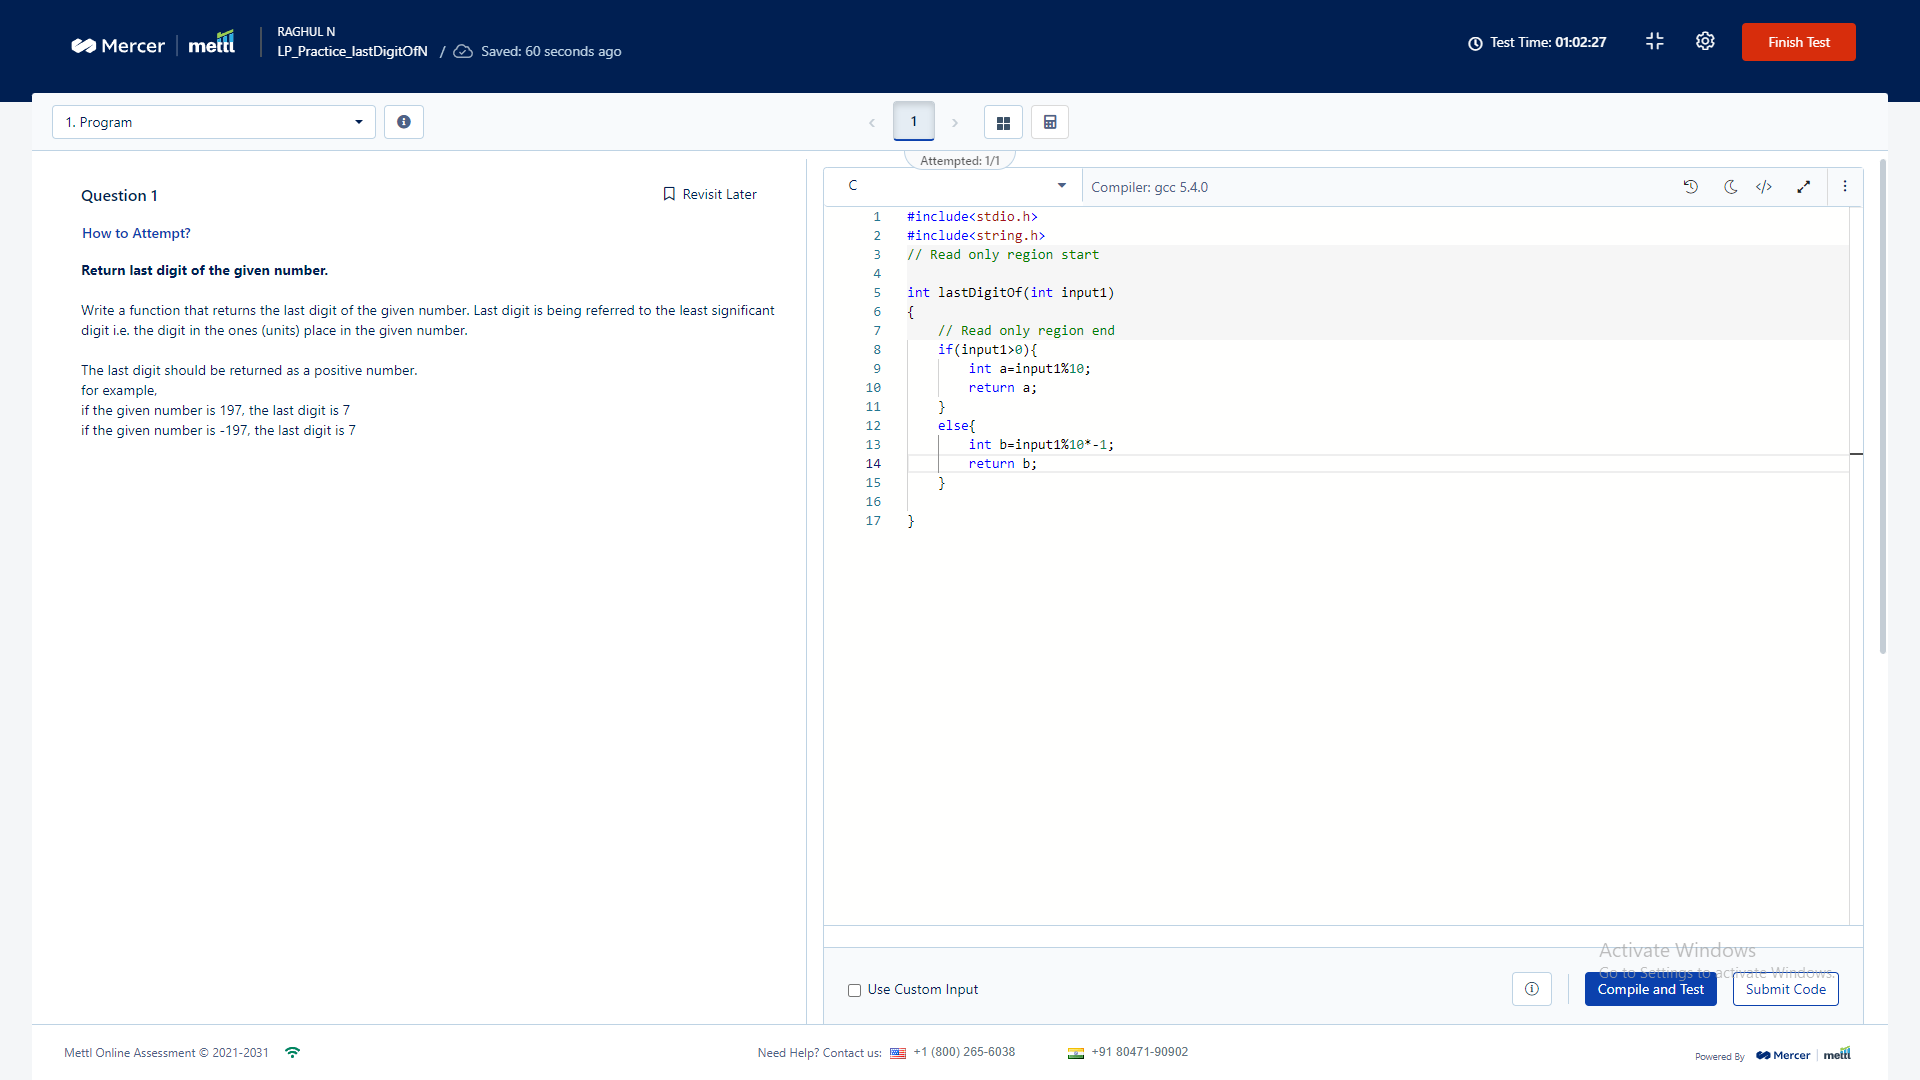 Mercer mettl
RAGHUL N
LP_Practice_lastDigitOfN / Saved: 60 seconds ago
Test Time: 01:02:27
Finish Test
1. Program
1
Attempted: 1/1
Question 1
Revisit Later
How to Attempt?
Return last digit of the given number.
Write a function that returns the last digit of the given number. Last digit is being referred to the least significant
digit i.e. the digit in the ones (units) place in the given number.
The last digit should be returned as a positive number.
for example,
if the given number is 197, the last digit is 7
if the given number is -197, the last digit is 7
C
Compiler: gcc 5.4.0
1 #include<stdio.h>
2 #include<string.h>
3 // Read only region start
4
5 int lastDigitOf(int input1)
6 {
7 // Read only region end
8 if(input1>0){
9 int a=input1%10;
10 return a;
11 }
12 else{
13 int b=input1%10*-1;
14 return b;
15 }
16
17 }
Activate Windows
Go to Settings to activate Windows.
Use Custom Input
Compile and Test
Submit Code
Mettl Online Assessment © 2021-2031
Need Help? Contact us: +1 (800) 265-6038
+91 80471-90902
Powered By Mercer mettl